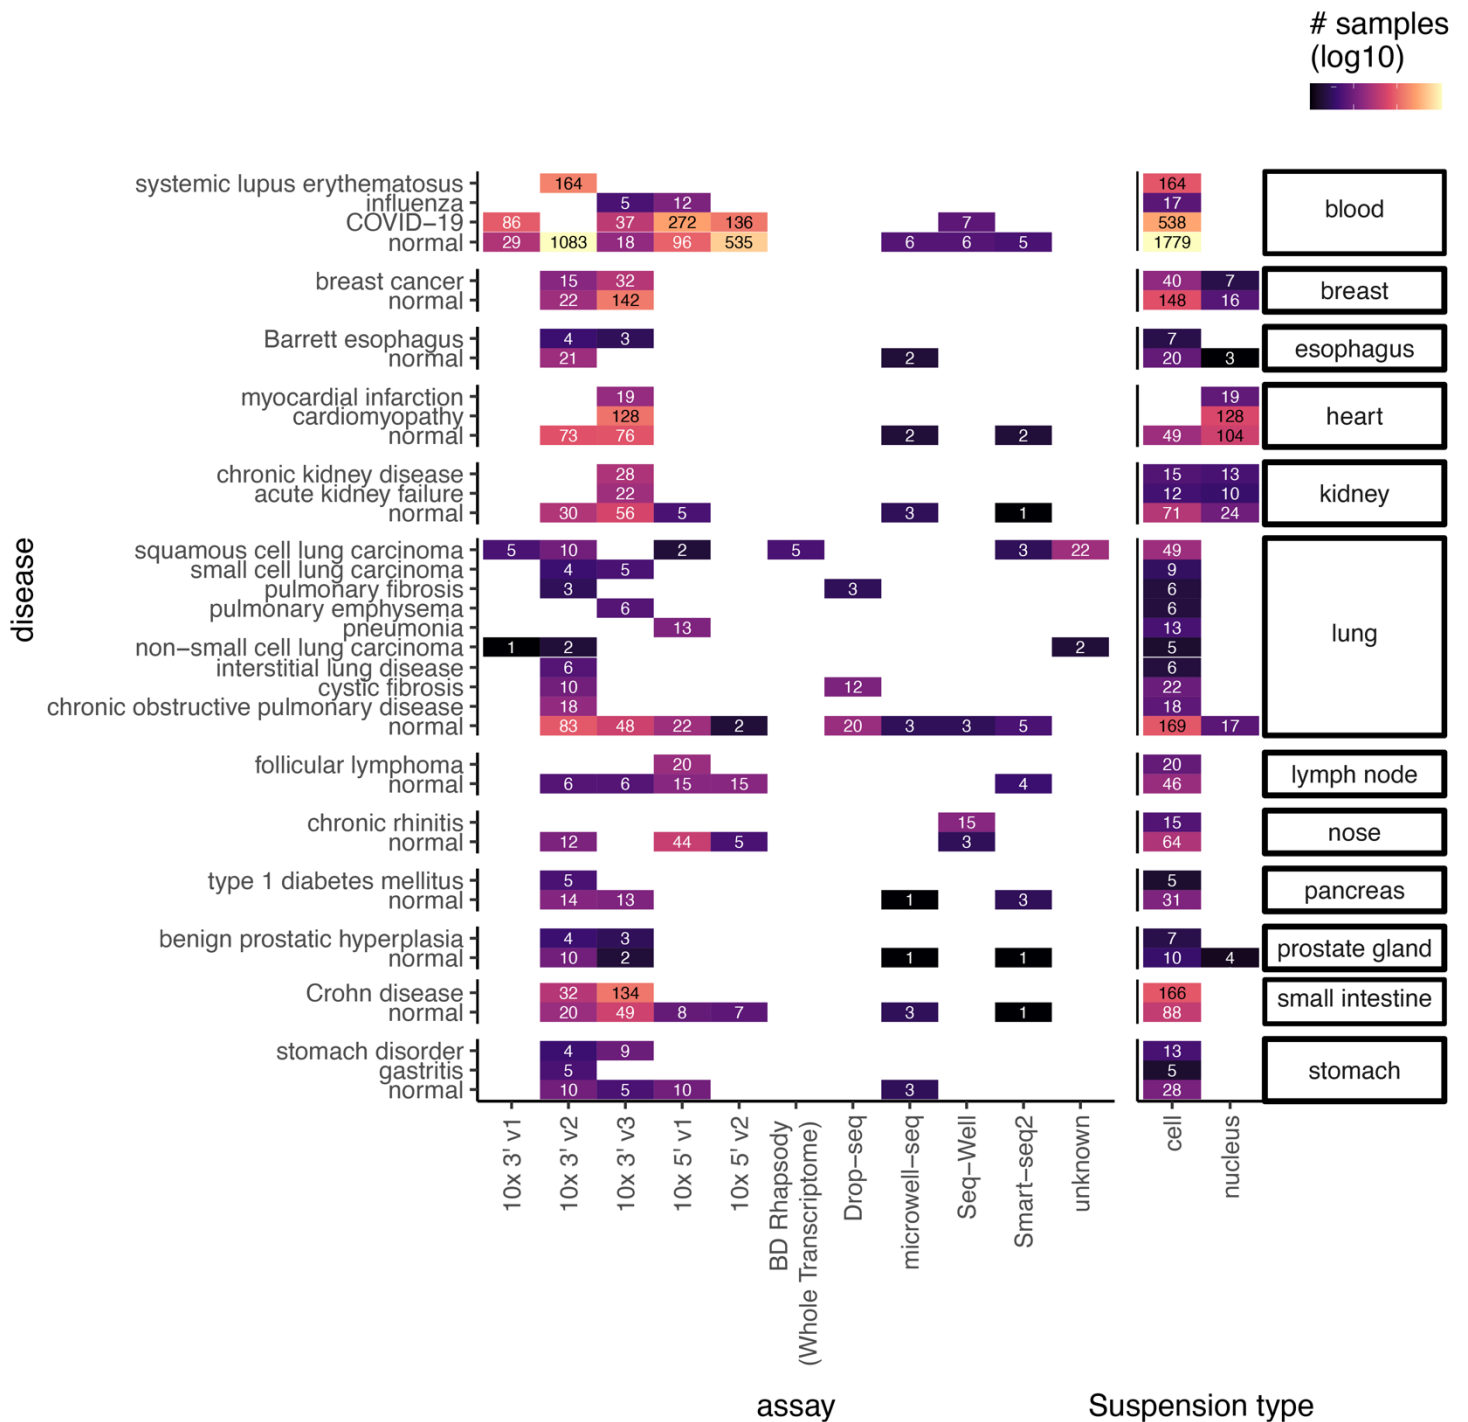 # samples
(log10)
systemic lupus erythematosus 164 164
influenza 5 12 17
COVID−19 86 37 272 136 7 538
normal 29 1083 18 96 535 6 6 5 1779
blood
breast cancer 15 32 40 7
normal 22 142 148 16
breast
Barrett esophagus 4 3 7
normal 21 2 20 3
esophagus
myocardial infarction 19 19
cardiomyopathy 128 128
normal 73 76 2 2 49 104
heart
chronic kidney disease 28 15 13
acute kidney failure 22 12 10
normal 30 56 5 3 1 71 24
kidney
squamous cell lung carcinoma 5 10 2 5 3 22 49
small cell lung carcinoma 4 5 9
pulmonary fibrosis 3 3 6
pulmonary emphysema 6 6
pneumonia 13 13
non−small cell lung carcinoma 1 2 2 5
interstitial lung disease 6 6
cystic fibrosis 10 12 22
chronic obstructive pulmonary disease 18 18
normal 83 48 22 2 20 3 3 5 169 17
lung
follicular lymphoma 20 20
normal 6 6 15 15 4 46
lymph node
chronic rhinitis 15 15
normal 12 44 5 3 64
nose
type 1 diabetes mellitus 5 5
normal 14 13 1 3 31
pancreas
benign prostatic hyperplasia 4 3 7
normal 10 2 1 1 10 4
prostate gland
Crohn disease 32 134 166
normal 20 49 8 7 3 1 88
small intestine
stomach disorder 4 9 13
gastritis 5 5
normal 10 5 10 3 28
stomach
disease
10x 3' v1
10x 3' v2
10x 3' v3
10x 5' v1
10x 5' v2
BD Rhapsody
(Whole Transcriptome)
Drop−seq
microwell−seq
Seq−Well
Smart−seq2
unknown
cell
nucleus
assay
Suspension type